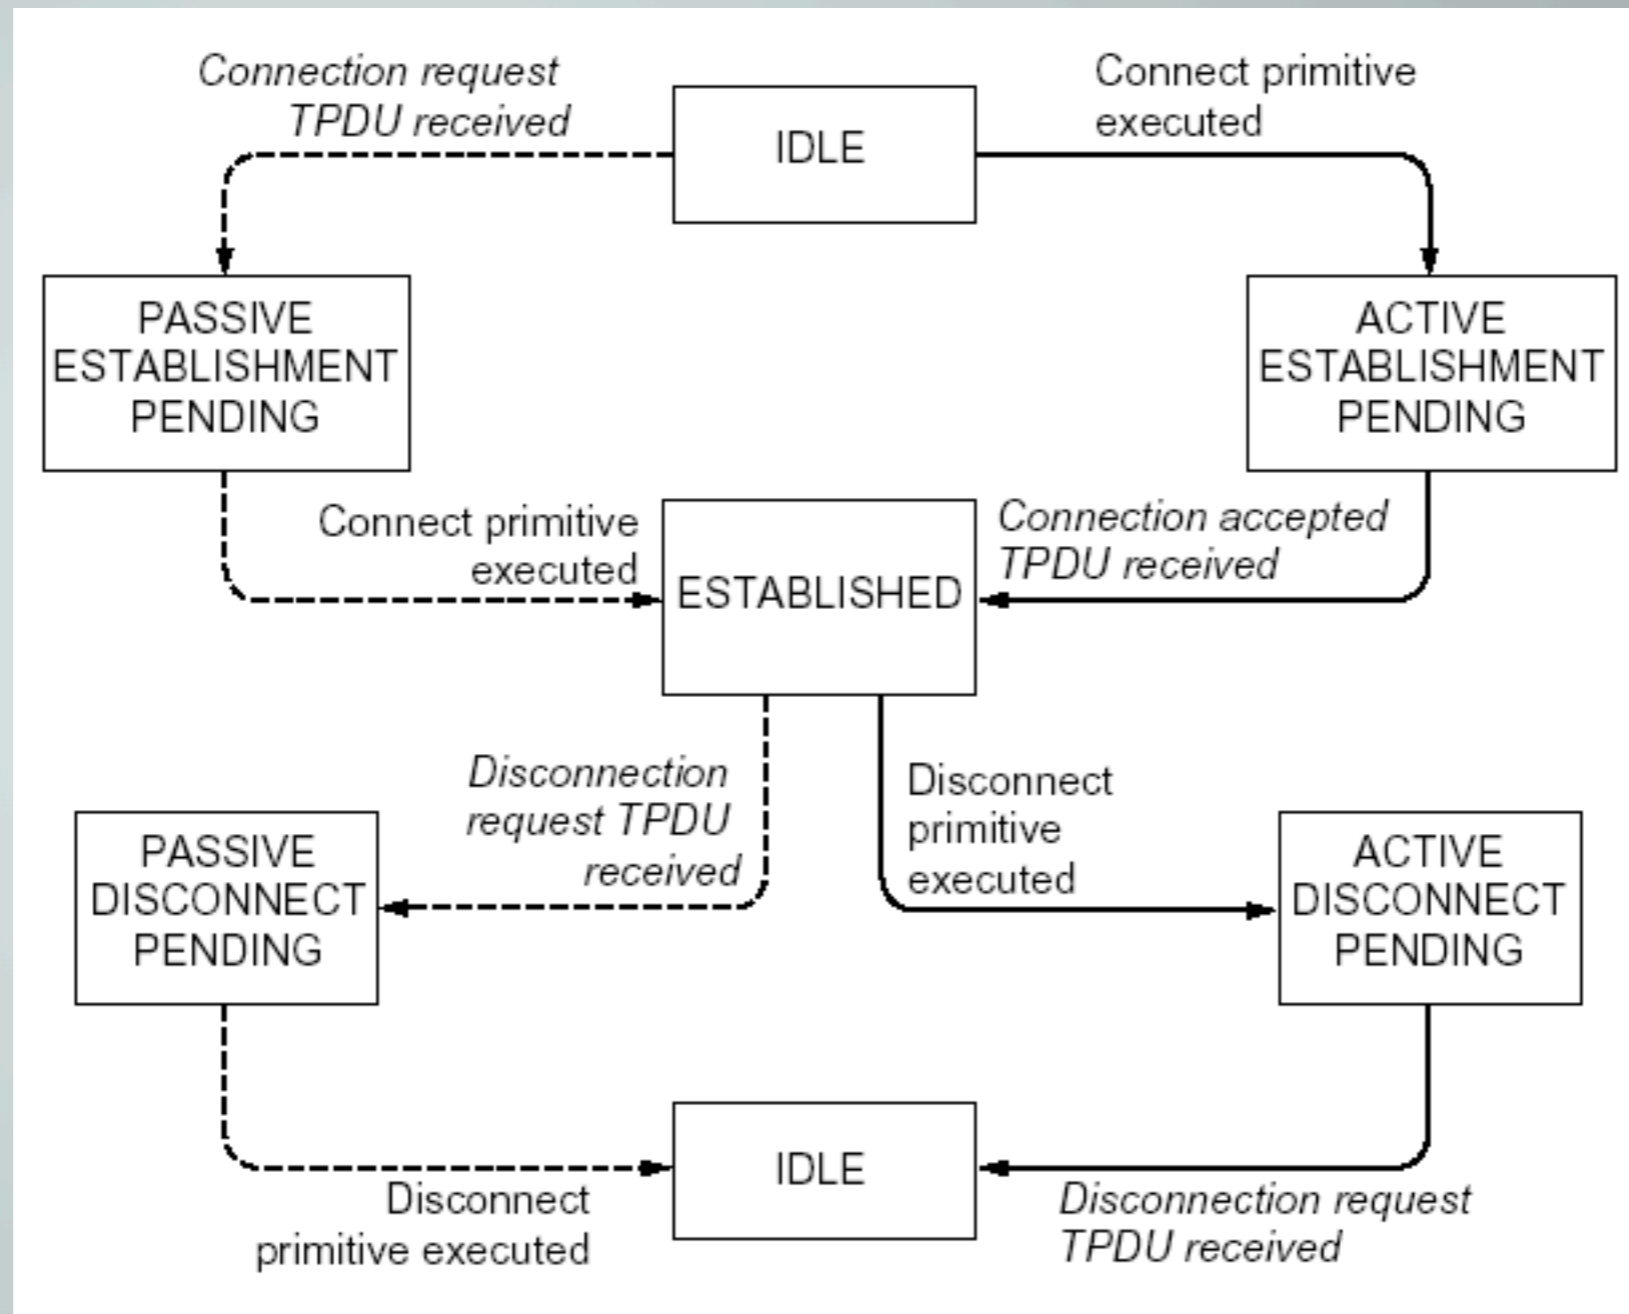 Connection request
TPDU received
IDLE
Connect primitive
executed
PASSIVE
ESTABLISHMENT
PENDING
ACTIVE
ESTABLISHMENT
PENDING
Connect primitive
executed
ESTABLISHED
Connection accepted
TPDU received
Disconnection
request TPDU
received
Disconnect
primitive
executed
PASSIVE
DISCONNECT
PENDING
ACTIVE
DISCONNECT
PENDING
IDLE
Disconnect
primitive executed
Disconnection request
TPDU received